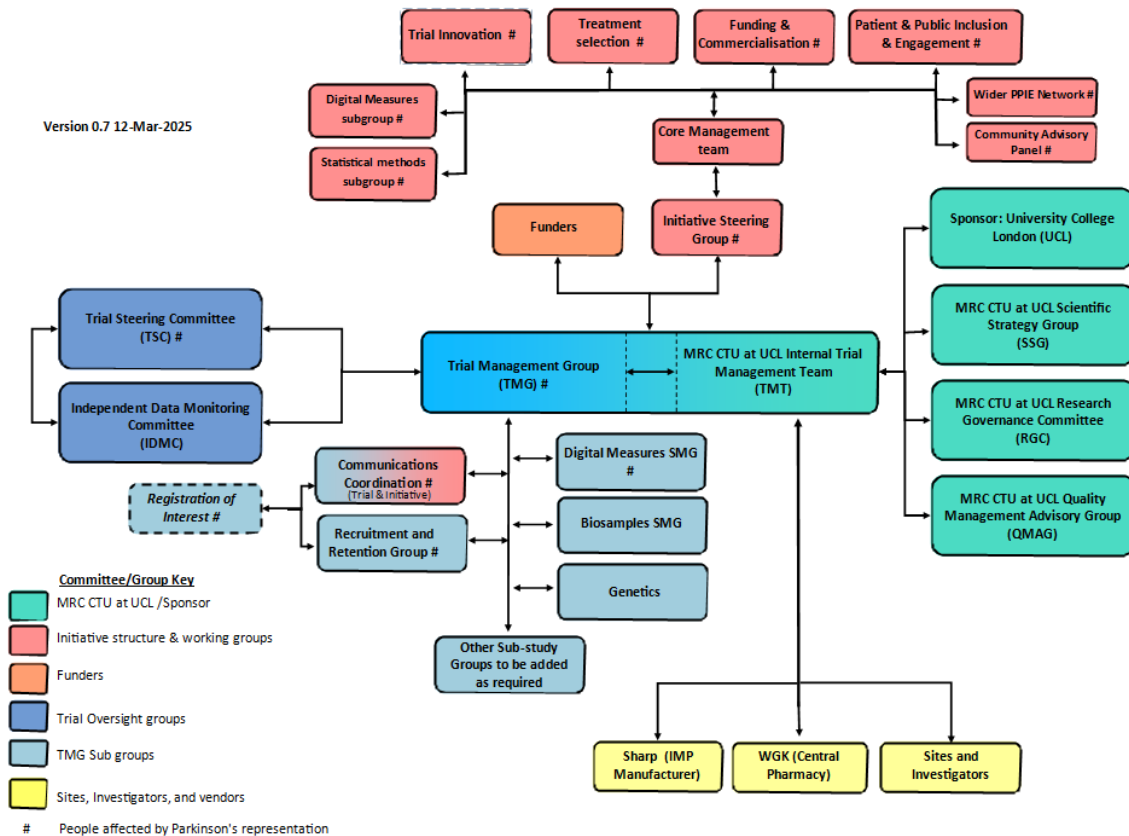 Trial Innovation #
Treatment
selection #
Funding &
Commercialisation #
Patient & Public Inclusion
& Engagement #
Digital Measures
subgroup #
Wider PPIE Network #
Version 0.7 12-Mar-2025
Core Management
team
Community Advisory
Panel #
Statistical methods
subgroup #
Funders
Initiative Steering
Group #
Sponsor: University College
London (UCL)
Trial Steering Committee
(TSC) #
MRC CTU at UCL Scientific
Strategy Group
(SSG)
Trial Management Group
(TMG) #
MRC CTU at UCL Internal Trial
Management Team
(TMT)
Independent Data Monitoring
Committee
(IDMC)
MRC CTU at UCL Research
Governance Committee
(RGC)
Communications
Coordination #
(Trial & Initiative)
Digital Measures SMG
#
Registration of
Interest #
MRC CTU at UCL Quality
Management Advisory Group
(QMAG)
Recruitment and
Retention Group #
Biosamples SMG
Genetics
Other Sub-study
Groups to be added
as required
Committee/Group Key
MRC CTU at UCL /Sponsor
Initiative structure & working groups
Funders
Trial Oversight groups
TMG Sub groups
Sites, Investigators, and vendors
# People affected by Parkinson's representation
Sharp (IMP
Manufacturer)
WGK (Central
Pharmacy)
Sites and
Investigators